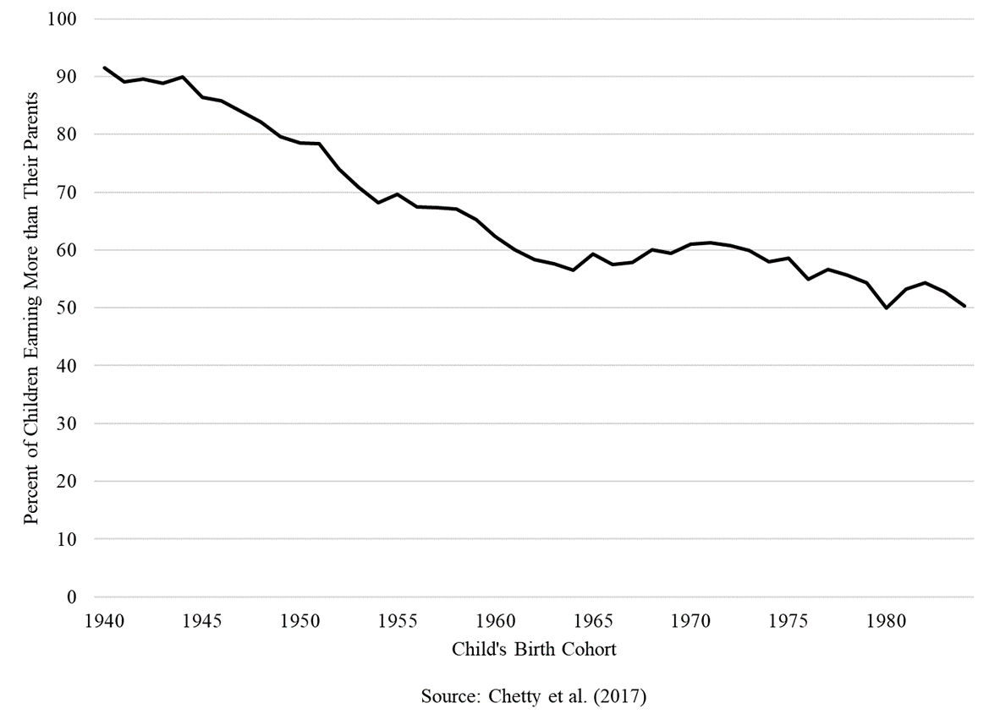 100
90
80
70
60
50
40
30
20
10
0
Percent of Children Earning More than Their Parents
1940 1945 1950 1955 1960 1965 1970 1975 1980
Child's Birth Cohort
Source: Chetty et al. (2017)